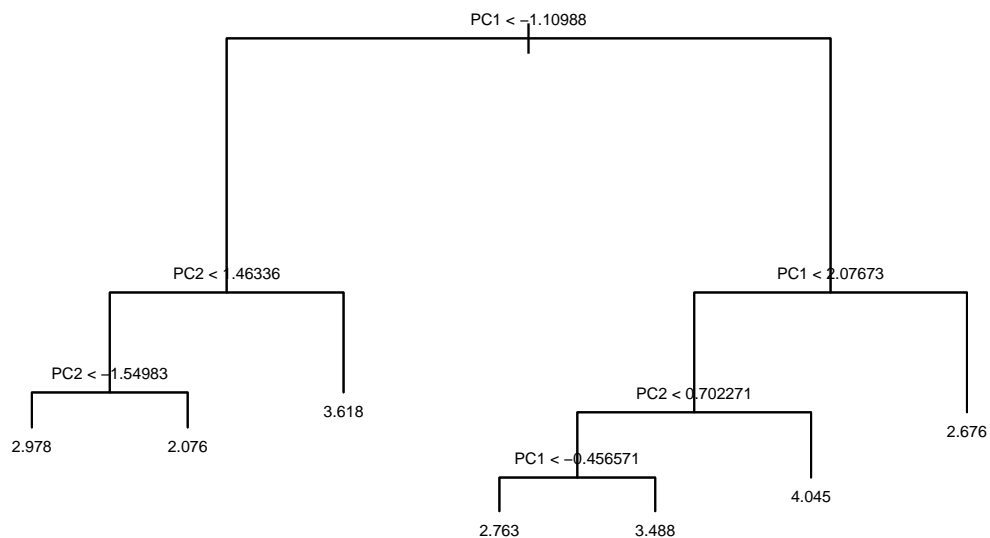 PC1 < −1.10988
PC2 < 1.46336
PC1 < 2.07673
PC2 < −1.54983
PC2 < 0.702271
3.618
2.676
2.978
2.076
PC1 < −0.456571
4.045
2.763
3.488